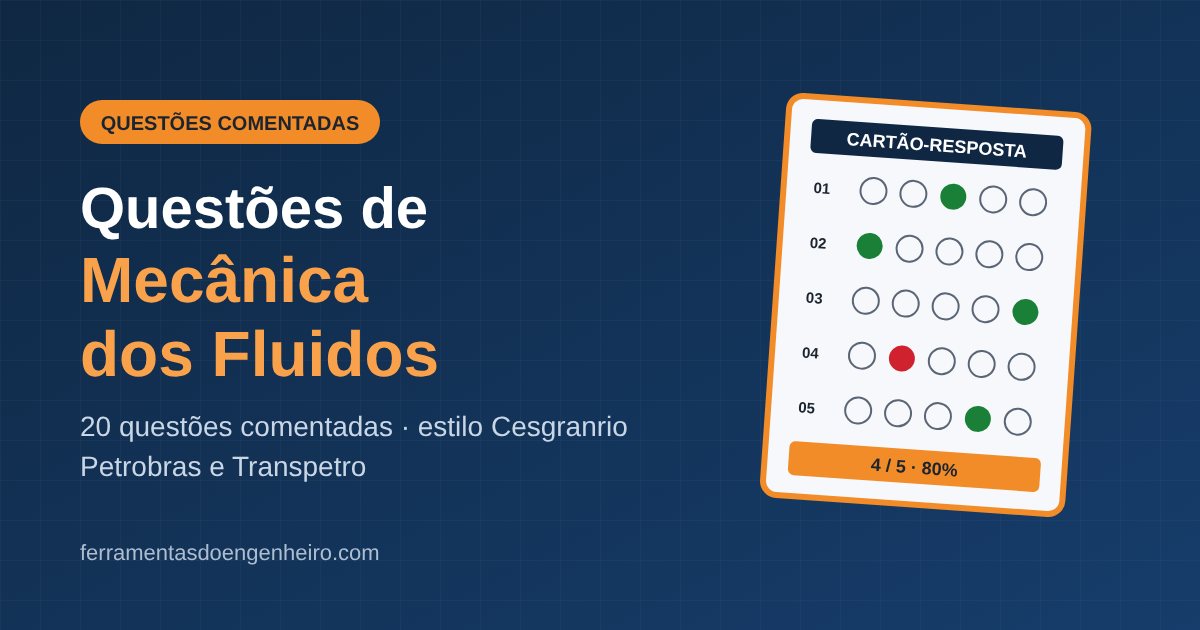 QUESTÕES COMENTADAS
Questões de
Mecânica
dos Fluidos
20 questões comentadas · estilo Cesgranrio
Petrobras e Transpetro
ferramentasdoengenheiro.com
CARTÃO-RESPOSTA
01
02
03
04
05
4 / 5 · 80%